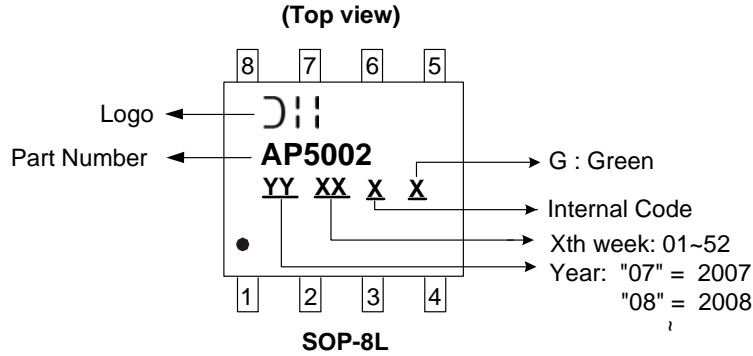 (Top view)
8 7 6 5
Logo
AP5002
Part Number
YY XX X X
G : Green
Internal Code
Xth week: 01~52
Year: "07" = 2007
"08" = 2008
~
1 2 3 4
SOP-8L